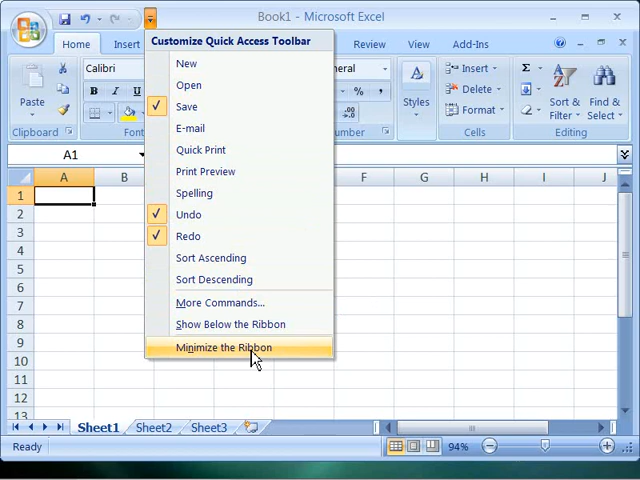 Book1 - Microsoft Excel
Customize Quick Access Toolbar
New
Open
Save
E-mail
Quick Print
Print Preview
Spelling
Undo
Redo
Sort Ascending
Sort Descending
More Commands...
Show Below the Ribbon
Minimize the Ribbon
Home Insert Review View Add-Ins
Calibri
B I U
Paste
Clipboard
% ,
Number
Styles
Insert
Delete
Format
Cells
Σ
Sort & Filter
Find & Select
Editing
A1
A B F G H I J
1
2
3
4
5
6
7
8
9
10
11
12
13
Sheet1 Sheet2 Sheet3
Ready 94%